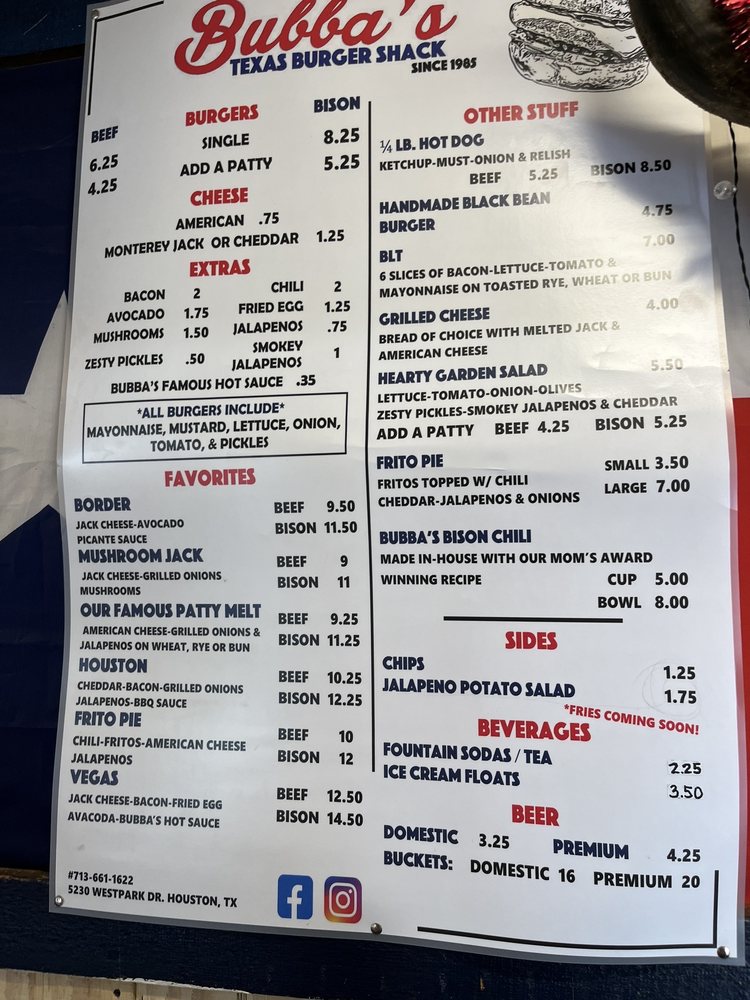 Bubba's
TEXAS BURGER SHACK
SINCE 1985
BURGERS
BEEF BISON
6.25 SINGLE 8.25
4.25 ADD A PATTY 5.25
CHEESE
AMERICAN .75
MONTEREY JACK OR CHEDDAR 1.25
EXTRAS
BACON 2 CHILI 2
AVOCADO 1.75 FRIED EGG 1.25
MUSHROOMS 1.50 JALAPENOS .75
ZESTY PICKLES .50 SMOKEY JALAPENOS 1
BUBBA'S FAMOUS HOT SAUCE .35
*ALL BURGERS INCLUDE*
MAYONNAISE, MUSTARD, LETTUCE, ONION,
TOMATO, & PICKLES
FAVORITES
BORDER BEEF 9.50
JACK CHEESE-AVOCADO BISON 11.50
PICANTE SAUCE
MUSHROOM JACK BEEF 9
JACK CHEESE-GRILLED ONIONS BISON 11
MUSHROOMS
OUR FAMOUS PATTY MELT BEEF 9.25
AMERICAN CHEESE-GRILLED ONIONS & BISON 11.25
JALAPENOS ON WHEAT, RYE OR BUN
HOUSTON BEEF 10.25
CHEDDAR-BACON-GRILLED ONIONS BISON 12.25
JALAPENOS-BBQ SAUCE
FRITO PIE BEEF 10
CHILI-FRITOS-AMERICAN CHEESE BISON 12
JALAPENOS
VEGAS BEEF 12.50
JACK CHEESE-BACON-FRIED EGG BISON 14.50
AVACODA-BUBBA'S HOT SAUCE
#713-661-1622
5230 WESTPARK DR. HOUSTON, TX
OTHER STUFF
¼ LB. HOT DOG
KETCHUP-MUST-ONION & RELISH
BEEF 5.25 BISON 8.50
HANDMADE BLACK BEAN
BURGER 4.75
BLT 7.00
6 SLICES OF BACON-LETTUCE-TOMATO &
MAYONNAISE ON TOASTED RYE, WHEAT OR BUN
GRILLED CHEESE 4.00
BREAD OF CHOICE WITH MELTED JACK &
AMERICAN CHEESE
HEARTY GARDEN SALAD 5.50
LETTUCE-TOMATO-ONION-OLIVES
ZESTY PICKLES-SMOKEY JALAPENOS & CHEDDAR
ADD A PATTY BEEF 4.25 BISON 5.25
FRITO PIE SMALL 3.50
FRITOS TOPPED W/ CHILI LARGE 7.00
CHEDDAR-JALAPENOS & ONIONS
BUBBA'S BISON CHILI
MADE IN-HOUSE WITH OUR MOM'S AWARD
WINNING RECIPE CUP 5.00
BOWL 8.00
SIDES
CHIPS 1.25
JALAPENO POTATO SALAD 1.75
*FRIES COMING SOON!
BEVERAGES
FOUNTAIN SODAS / TEA 2.25
ICE CREAM FLOATS 3.50
BEER
DOMESTIC 3.25 PREMIUM 4.25
BUCKETS: DOMESTIC 16 PREMIUM 20